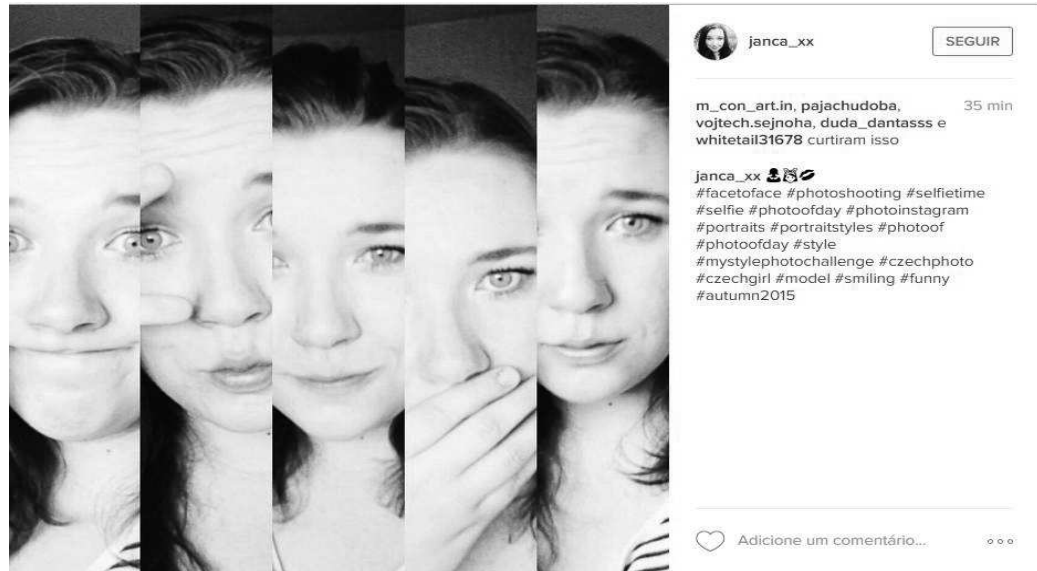 janca_xx
SEGUIR
m_con_art.in, pajachudoba,
35 min
vojtech.sejnoha, duda_dantasss e
whitetail31678 curtiram isso
janca_xx
#facetoface #photoshooting #selfietime
#selfie #photoofday #photoinstagram
#portraits #portraitstyles #photoof
#photoofday #style
#mystylephotochallenge #czechphoto
#czechgirl #model #smiling #funny
#autumn2015
Adicione um comentário...